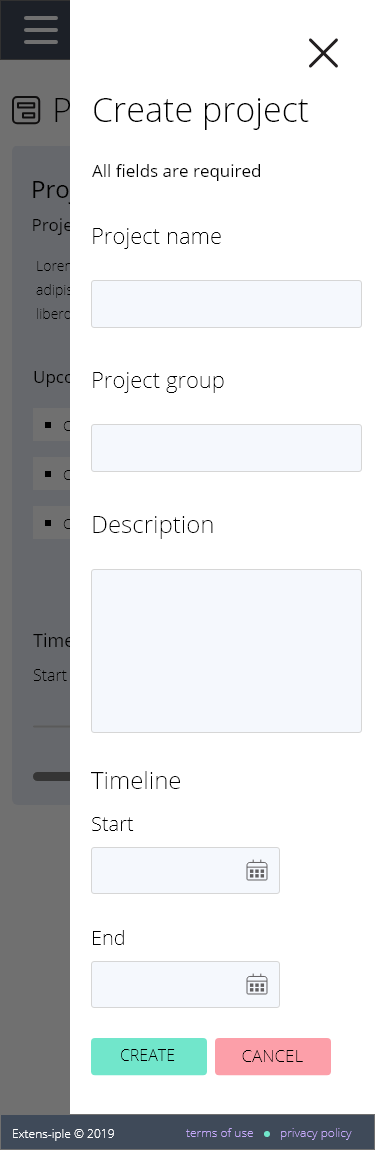 Create project
All fields are required
Project name
Project group
Description
Timeline
Start
End
CREATE
CANCEL
Start
Extens-iple © 2019
terms of use
privacy policy